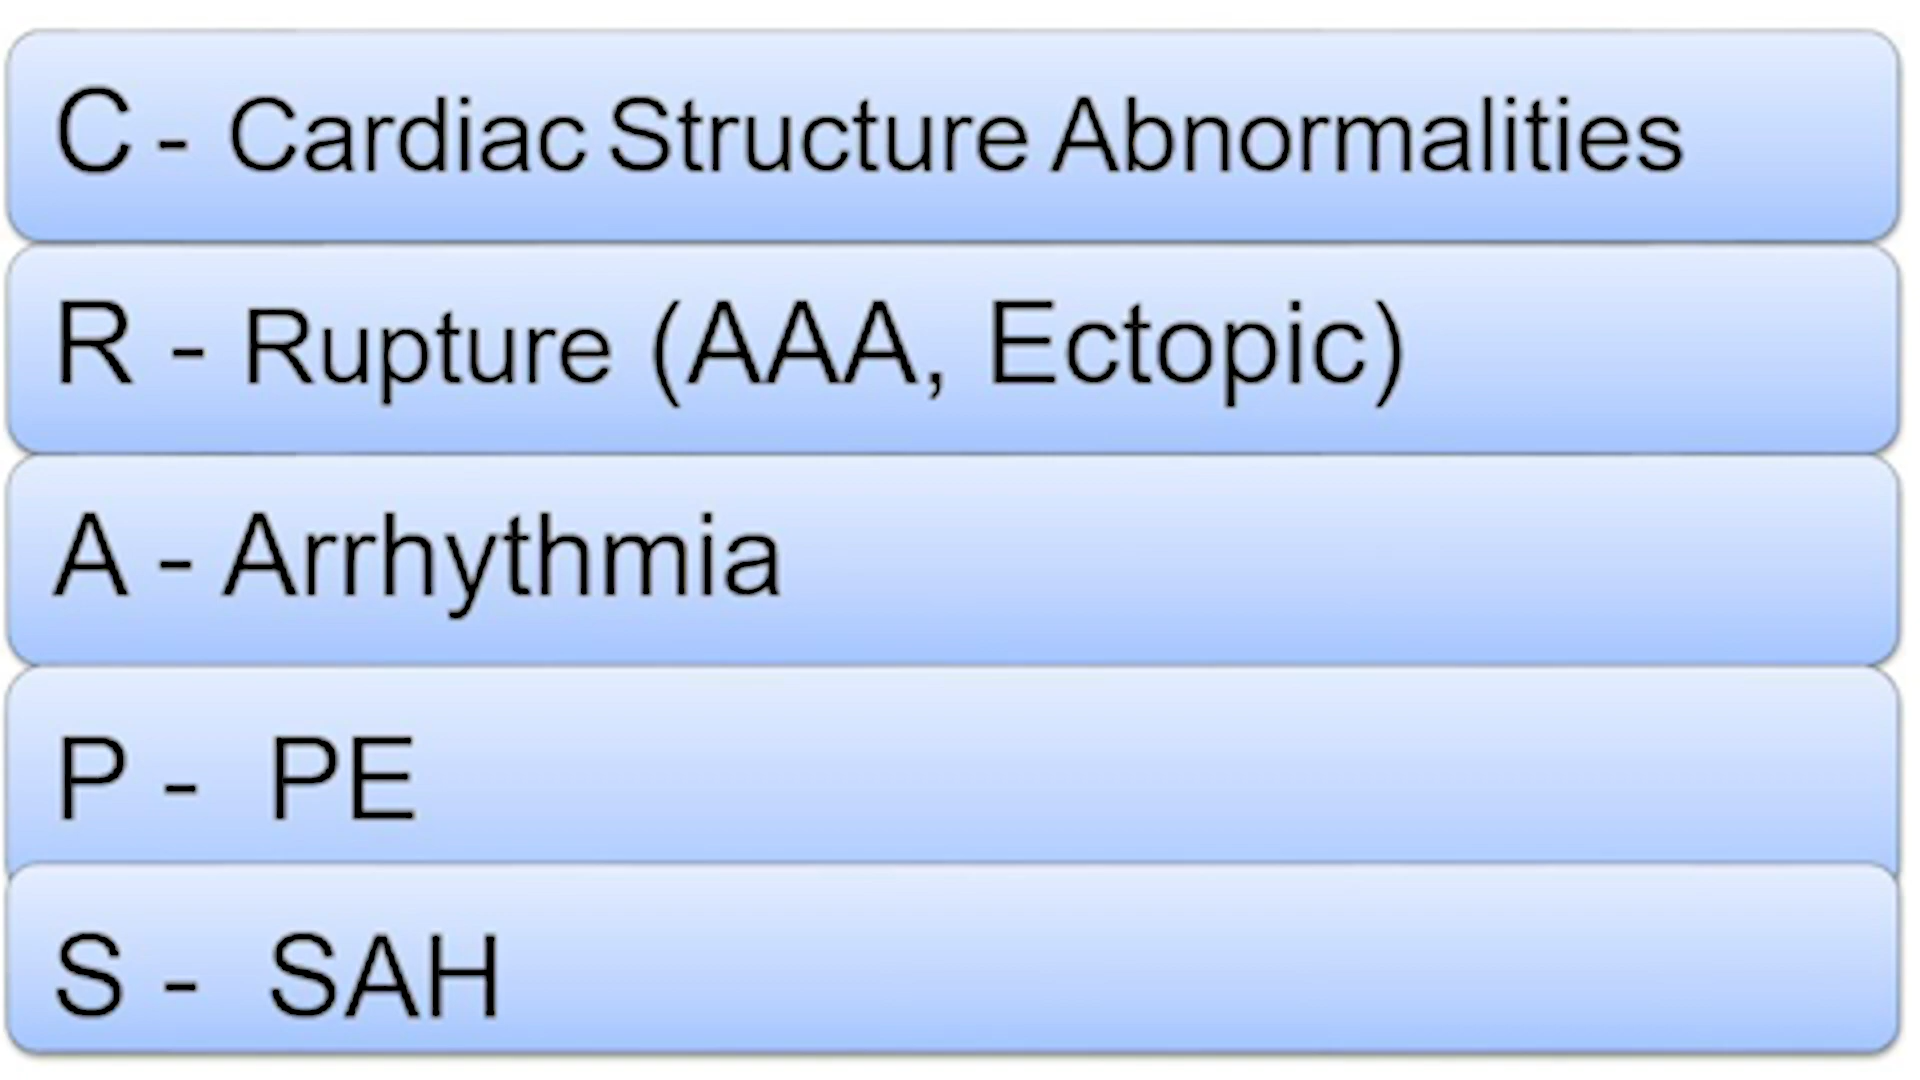 C - Cardiac Structure Abnormalities
R - Rupture (AAA, Ectopic)
A - Arrhythmia
P - PE
S - SAH